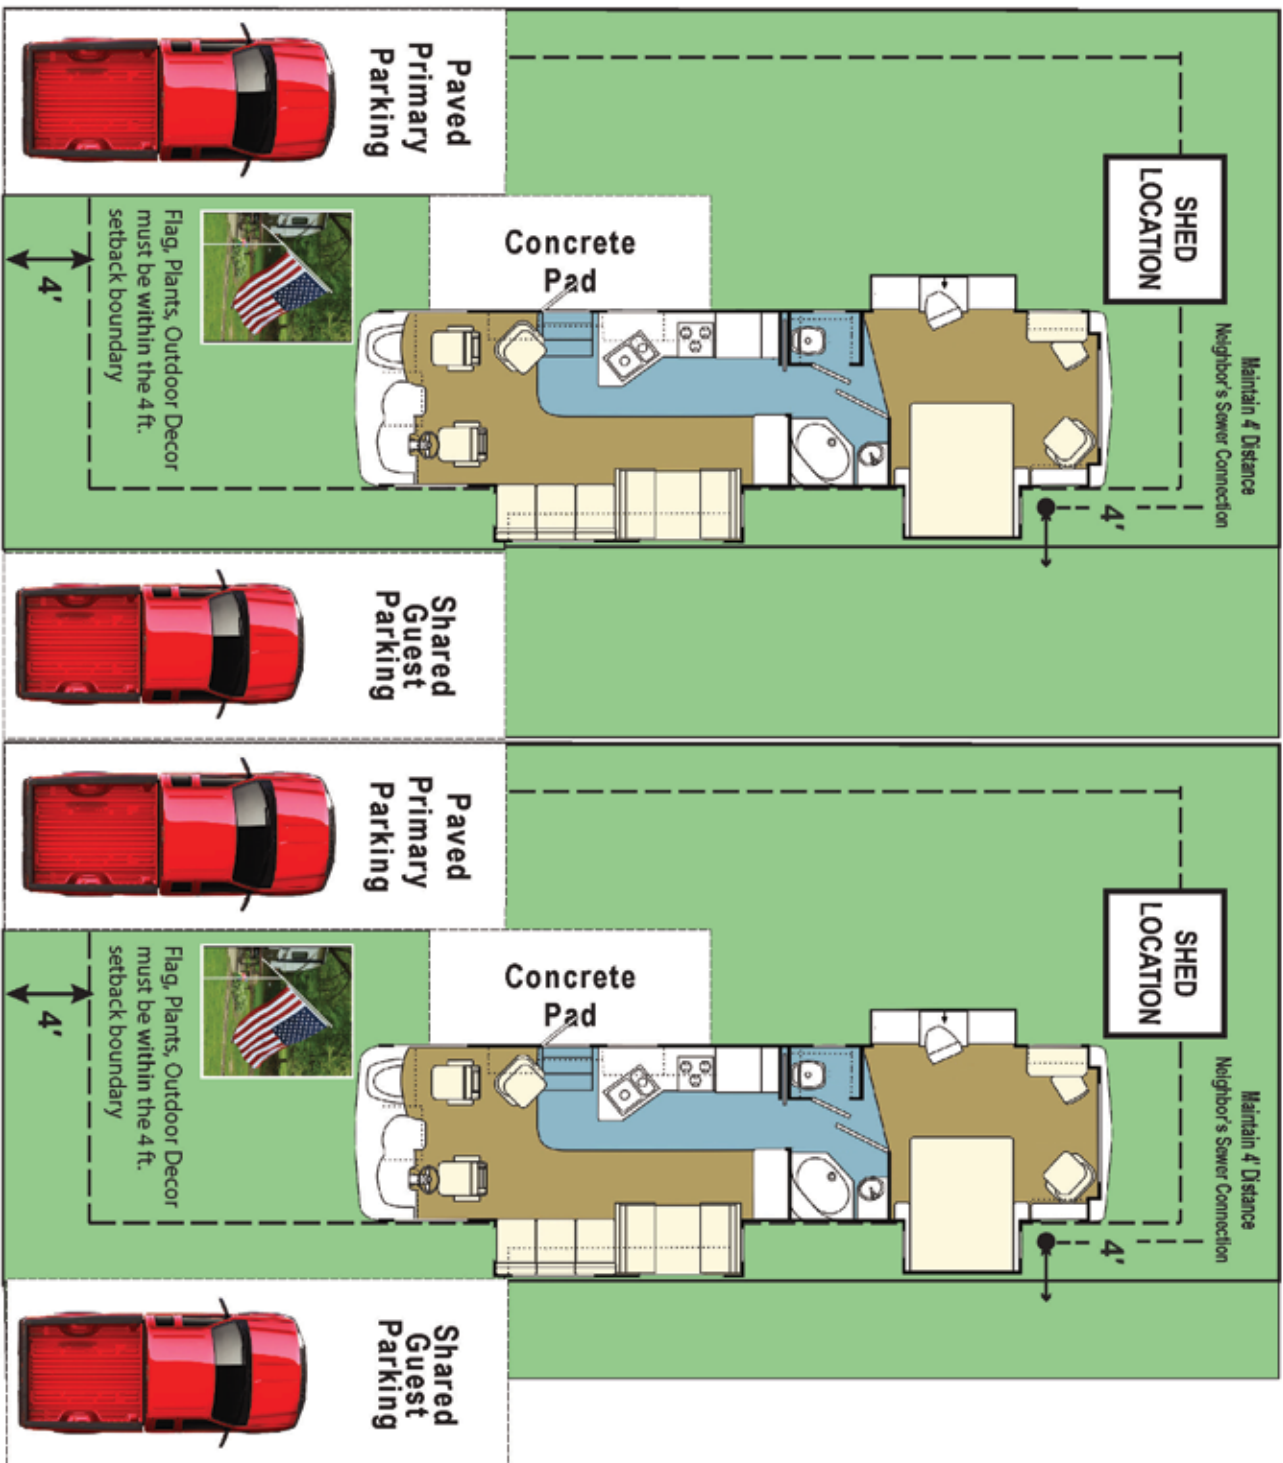 Paved
Primary
Parking
Flag, Plants, Outdoor Decor
must be within the 4 ft.
setback boundary
4'
Concrete
Pad
SHED
LOCATION
Maintain 4' Distance
Neighbor's Sewer Connection
4'
Shared
Guest
Parking
Paved
Primary
Parking
Flag, Plants, Outdoor Decor
must be within the 4 ft.
setback boundary
4'
Concrete
Pad
SHED
LOCATION
Maintain 4' Distance
Neighbor's Sewer Connection
4'
Shared
Guest
Parking